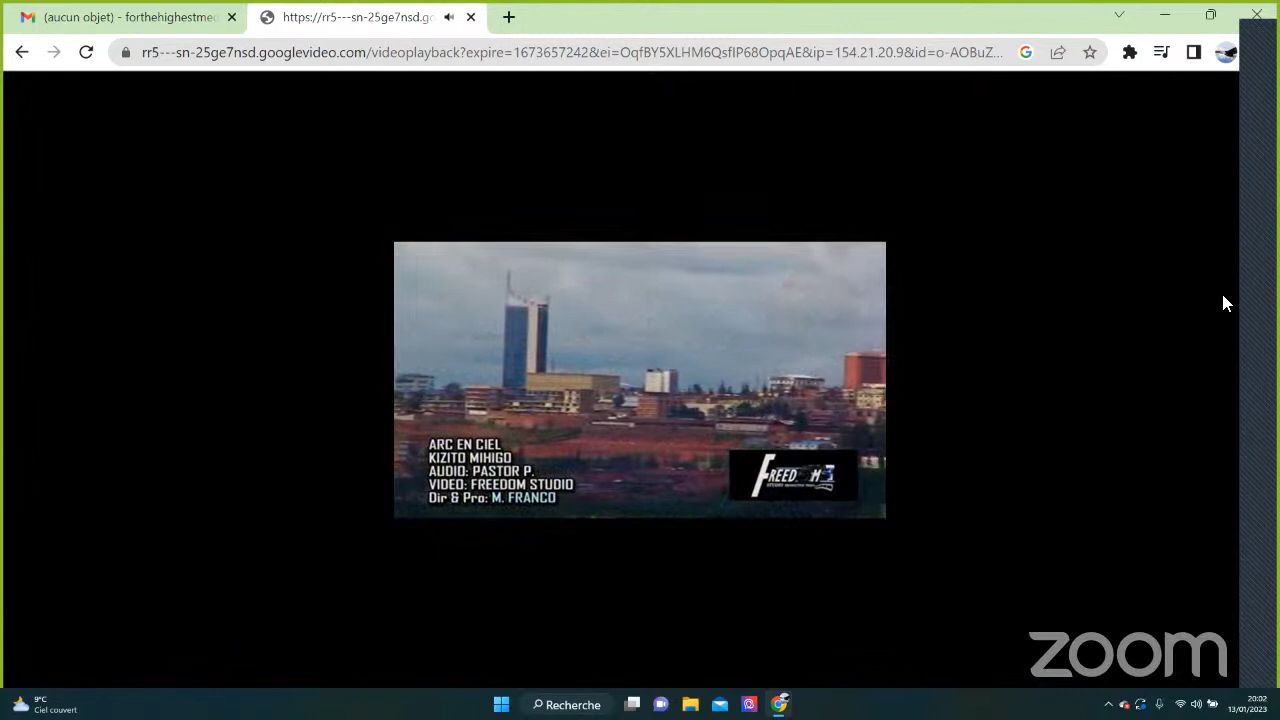 (aucun objet) - forthehighestmed
https://rr5---sn-25ge7nsd.go
rr5---sn-25ge7nsd.googlevideo.com/videoplayback?expire=1673657242&ei=OqfBY5XLHM6QsfIP68OpqAE&ip=154.21.20.9&id=o-AOBuZ...
ARC EN CIEL
KIZITO MIHIGO
AUDIO: PASTOR P.
VIDEO: FREEDOM STUDIO
Dir & Pro: M. FRANCO
zoom
9°C
Ciel couvert
Recherche
20:02
13/01/2023